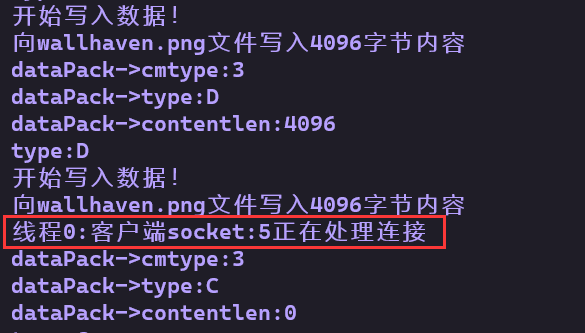 开始写入数据!
向wallhaven.png文件写入4096字节内容
dataPack->cmtype:3
dataPack->type:D
dataPack->contentlen:4096
type:D
开始写入数据!
向wallhaven.png文件写入4096字节内容
线程0:客户端socket:5正在处理连接
dataPack->cmtype:3
dataPack->type:C
dataPack->contentlen:0